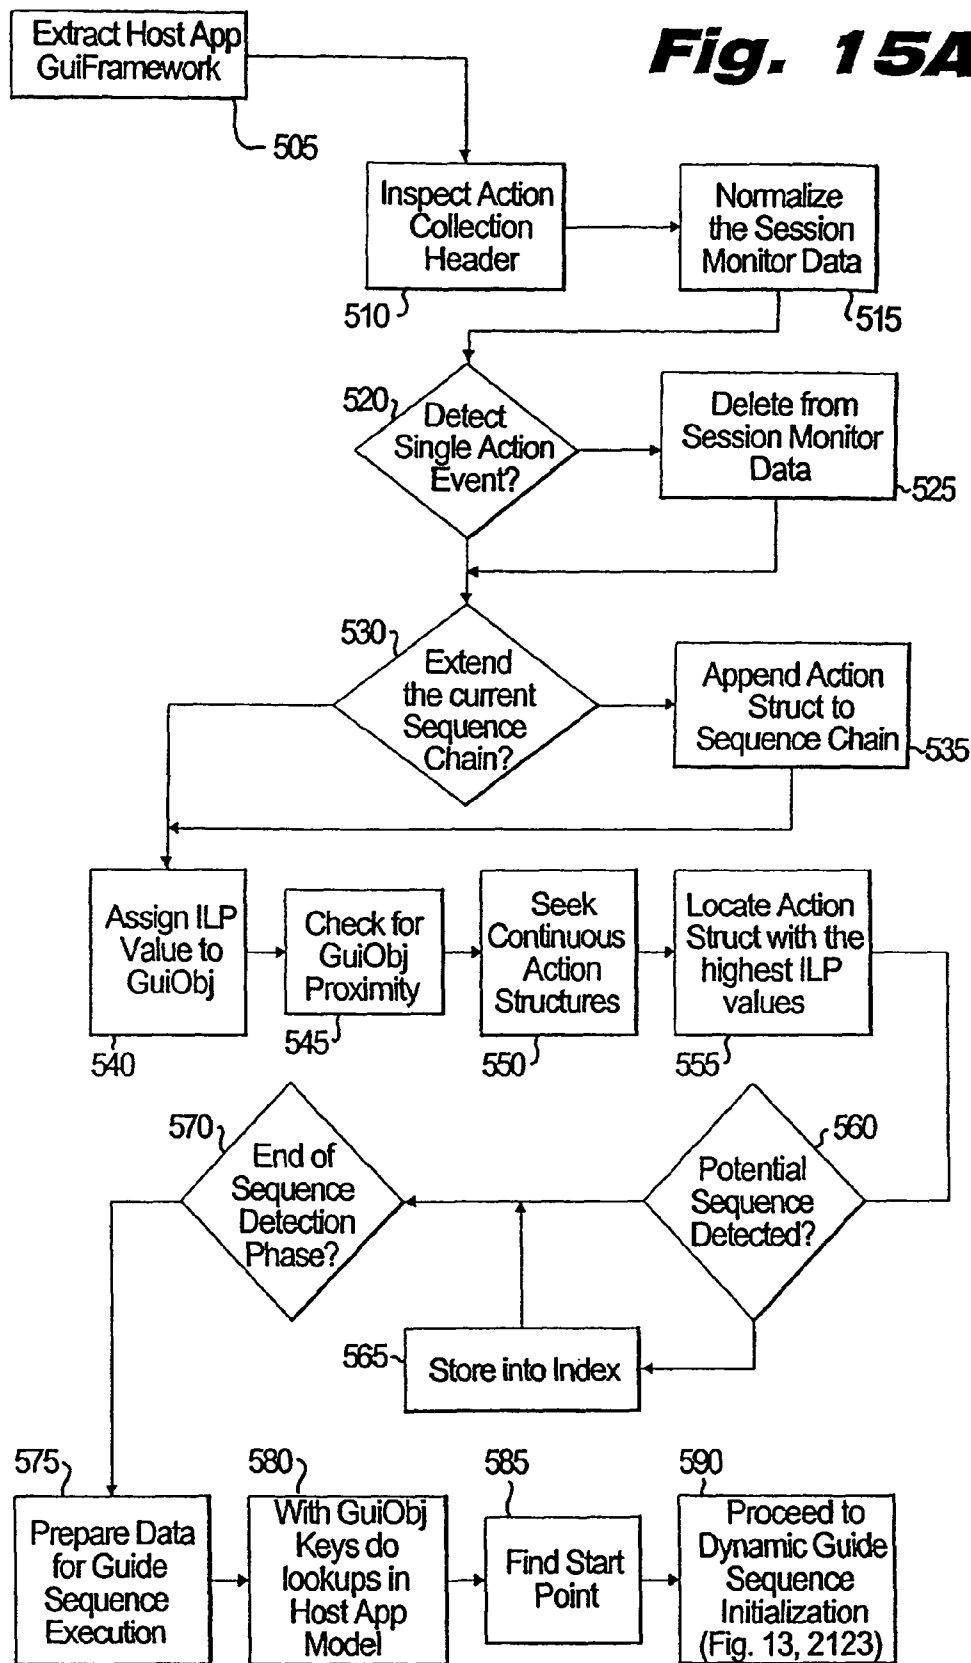 Fig. 15A
Extract Host App
GuiFramework
505
Inspect Action
Collection
Header
510
Normalize
the Session
Monitor Data
515
520
Detect
Single Action
Event?
Delete from
Session Monitor
Data
525
530
Extend
the current
Sequence
Chain?
Append Action
Struct to
Sequence Chain
535
Assign ILP
Value to
GuiObj
540
Check for
GuiObj
Proximity
545
Seek
Continuous
Action
Structures
550
Locate Action
Struct with the
highest ILP
values
555
560
Potential
Sequence
Detected?
565
Store into Index
570
End of
Sequence
Detection
Phase?
575
Prepare Data
for Guide
Sequence
Execution
580
With GuiObj
Keys do
lookups in
Host App
Model
585
Find Start
Point
590
Proceed to
Dynamic Guide
Sequence
Initialization
(Fig. 13, 2123)